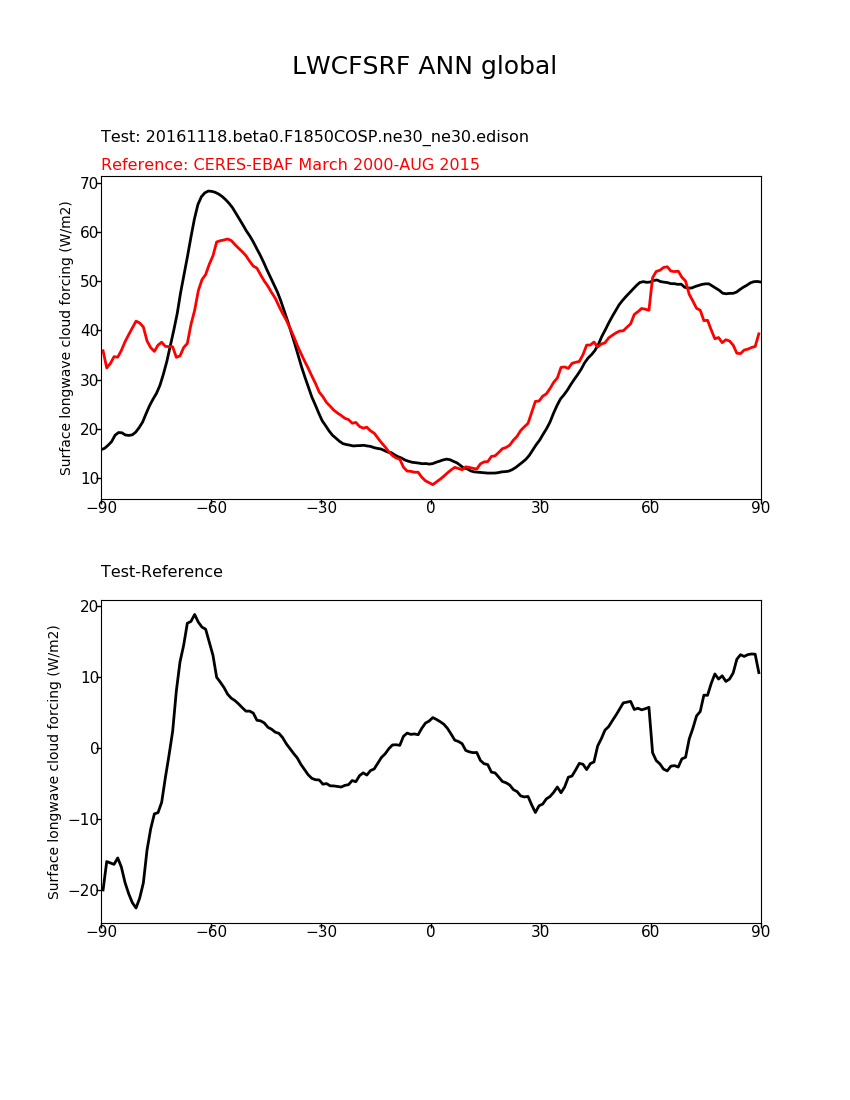 LWCFSRF ANN global
Test: 20161118.beta0.F1850COSP.ne30_ne30.edison
Reference: CERES-EBAF March 2000-AUG 2015
Surface longwave cloud forcing (W/m2)
70
60
50
40
30
20
10
−90 −60 −30 0 30 60 90
Test-Reference
Surface longwave cloud forcing (W/m2)
20
10
0
−10
−20
−90 −60 −30 0 30 60 90